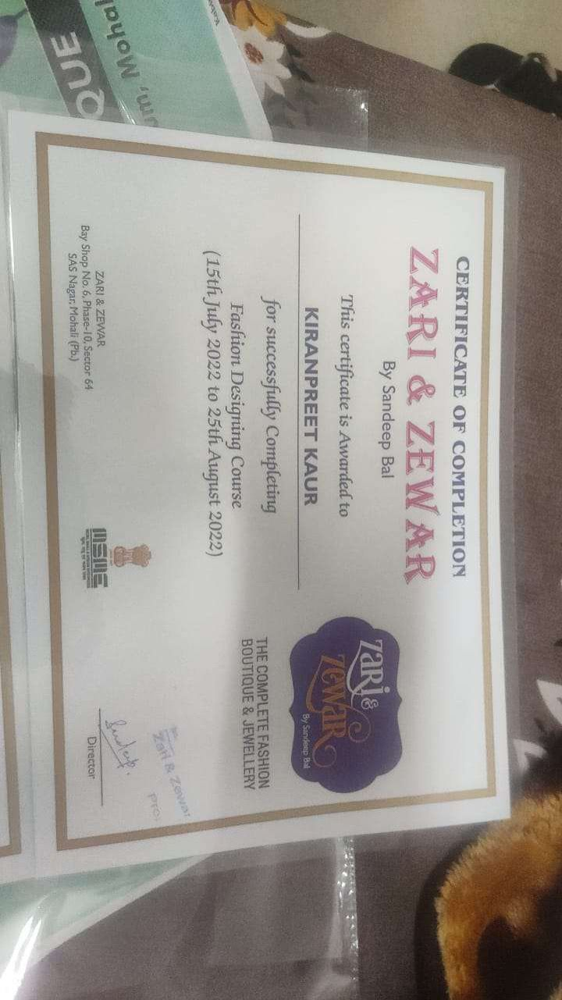 CERTIFICATE OF COMPLETION
ZARI & ZEWAR
By Sandeep Bal
This certificate is Awarded to
KIRANPREET KAUR
for successfully Completing
Fashion Designing Course
(15th July 2022 to 25th August 2022)
zari &
zewar
By Sandeep Bal
THE COMPLETE FASHION
BOUTIQUE & JEWELLERY
ZARI & ZEWAR
Bay Shop No. 6, Phase-10, Sector 64
SAS Nagar, Mohali (Pb.)
MSME
Zari & Zewar
Director
QUE
um, Mohal